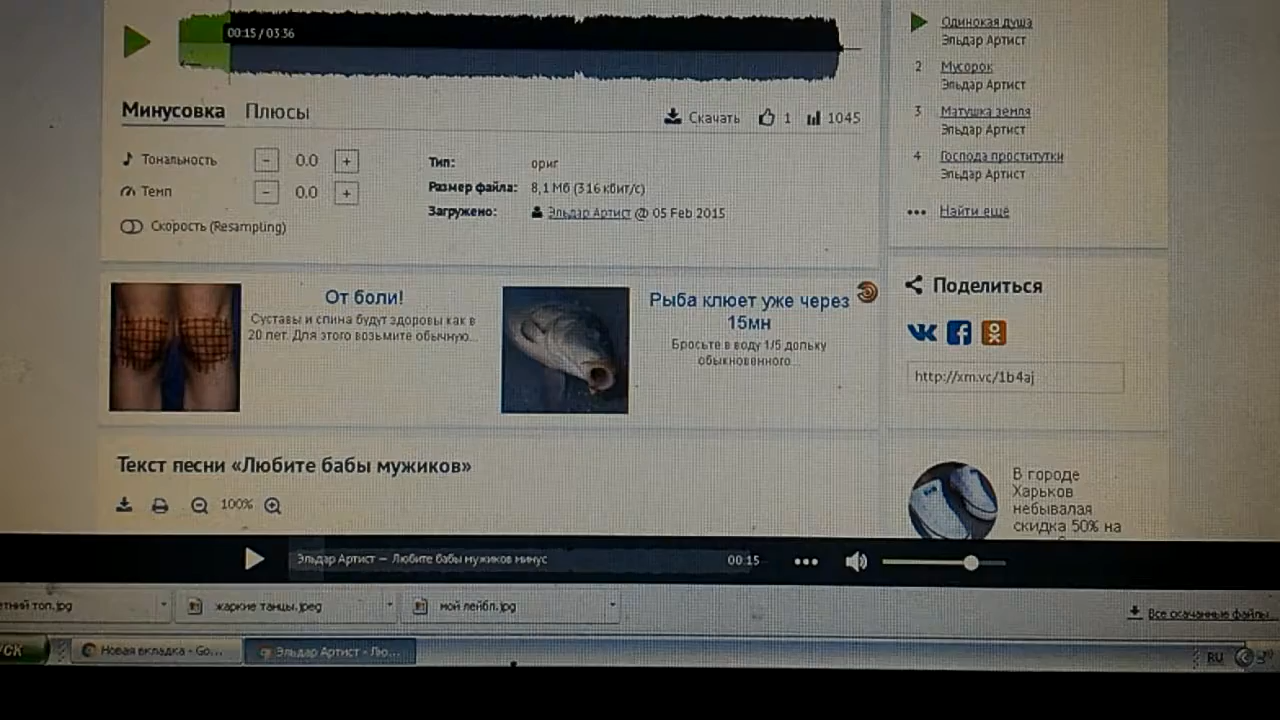 00:15 / 03:36
Минусовка Плюсы
Скачать 1 1045
Тональность - 0.0 +
Темп - 0.0 +
Скорость (Resampling)
Тип: ориг
Размер файла: 8,1 Мб (316 кбит/с)
Загружено: Эльдар Артист @ 05 Feb 2015
Одинокая душа
Эльдар Артист
2 Мусорок
Эльдар Артист
3 Матушка земля
Эльдар Артист
4 Господа проститутки
Эльдар Артист
Найти ещё
От боли!
Суставы и спина будут здоровы как в
20 лет. Для этого возьмите обычную...
Рыба клюет уже через
15мн
Бросьте в воду 1/5 дольку
обыкновенного...
Поделиться
http://xm.vc/1b4aj
Текст песни «Любите бабы мужиков»
100%
В городе
Харьков
небывалая
скидка 50% на
Эльдар Артист — Любите бабы мужиков минус 00:15
тний топ.jpg
жаркие танцы.jpeg
мой лейбл.jpg
Все скачанные файлы...
УСК
Новая вкладка - Go...
Эльдар Артист - Лю...
RU